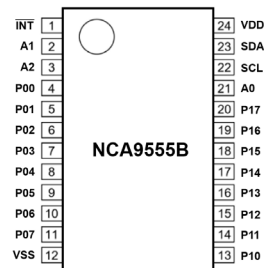 INT 1 24 VDD
A1 2 23 SDA
A2 3 22 SCL
P00 4 21 A0
P01 5 20 P17
P02 6 19 P16
P03 7 NCA9555B 18 P15
P04 8 17 P14
P05 9 16 P13
P06 10 15 P12
P07 11 14 P11
VSS 12 13 P10